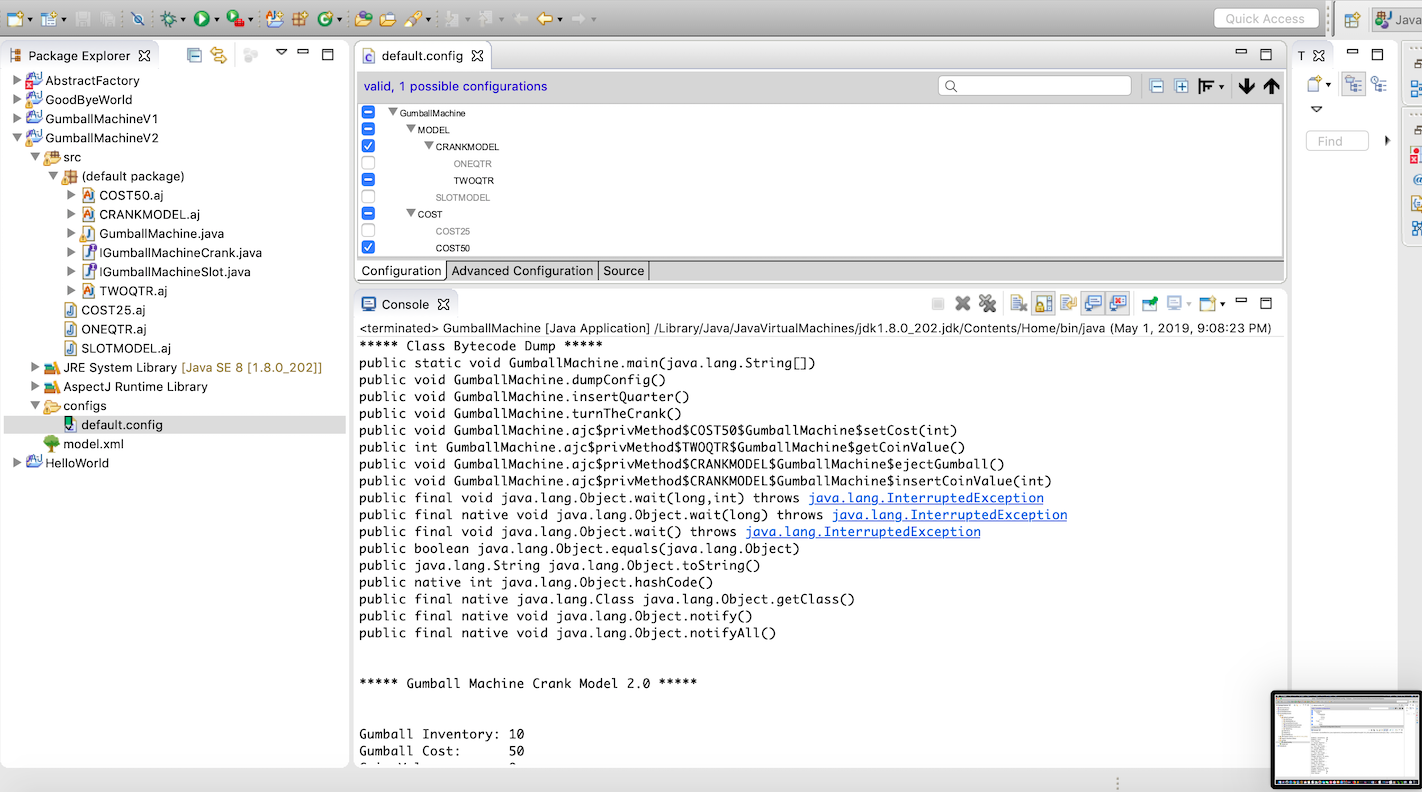 Quick Access
Java
Package Explorer
AbstractFactory
GoodByeWorld
GumballMachineV1
GumballMachineV2
src
(default package)
COST50.aj
CRANKMODEL.aj
GumballMachine.java
IGumballMachineCrank.java
IGumballMachineSlot.java
TWOQTR.aj
COST25.aj
ONEQTR.aj
SLOTMODEL.aj
JRE System Library [Java SE 8 [1.8.0_202]]
AspectJ Runtime Library
configs
default.config
model.xml
HelloWorld
default.config
valid, 1 possible configurations
GumballMachine
MODEL
CRANKMODEL
ONEQTR
TWOQTR
SLOTMODEL
COST
COST25
COST50
Configuration Advanced Configuration Source
Console
<terminated> GumballMachine [Java Application] /Library/Java/JavaVirtualMachines/jdk1.8.0_202.jdk/Contents/Home/bin/java (May 1, 2019, 9:08:23 PM)
***** Class Bytecode Dump *****
public static void GumballMachine.main(java.lang.String[])
public void GumballMachine.dumpConfig()
public void GumballMachine.insertQuarter()
public void GumballMachine.turnTheCrank()
public void GumballMachine.ajc$privMethod$COST50$GumballMachine$setCost(int)
public int GumballMachine.ajc$privMethod$TWOQTR$GumballMachine$getCoinValue()
public void GumballMachine.ajc$privMethod$CRANKMODEL$GumballMachine$ejectGumball()
public void GumballMachine.ajc$privMethod$CRANKMODEL$GumballMachine$insertCoinValue(int)
public final void java.lang.Object.wait(long,int) throws java.lang.InterruptedException
public final native void java.lang.Object.wait(long) throws java.lang.InterruptedException
public final void java.lang.Object.wait() throws java.lang.InterruptedException
public boolean java.lang.Object.equals(java.lang.Object)
public java.lang.String java.lang.Object.toString()
public native int java.lang.Object.hashCode()
public final native java.lang.Class java.lang.Object.getClass()
public final native void java.lang.Object.notify()
public final native void java.lang.Object.notifyAll()
***** Gumball Machine Crank Model 2.0 *****
Gumball Inventory: 10
Gumball Cost: 50
T
Find